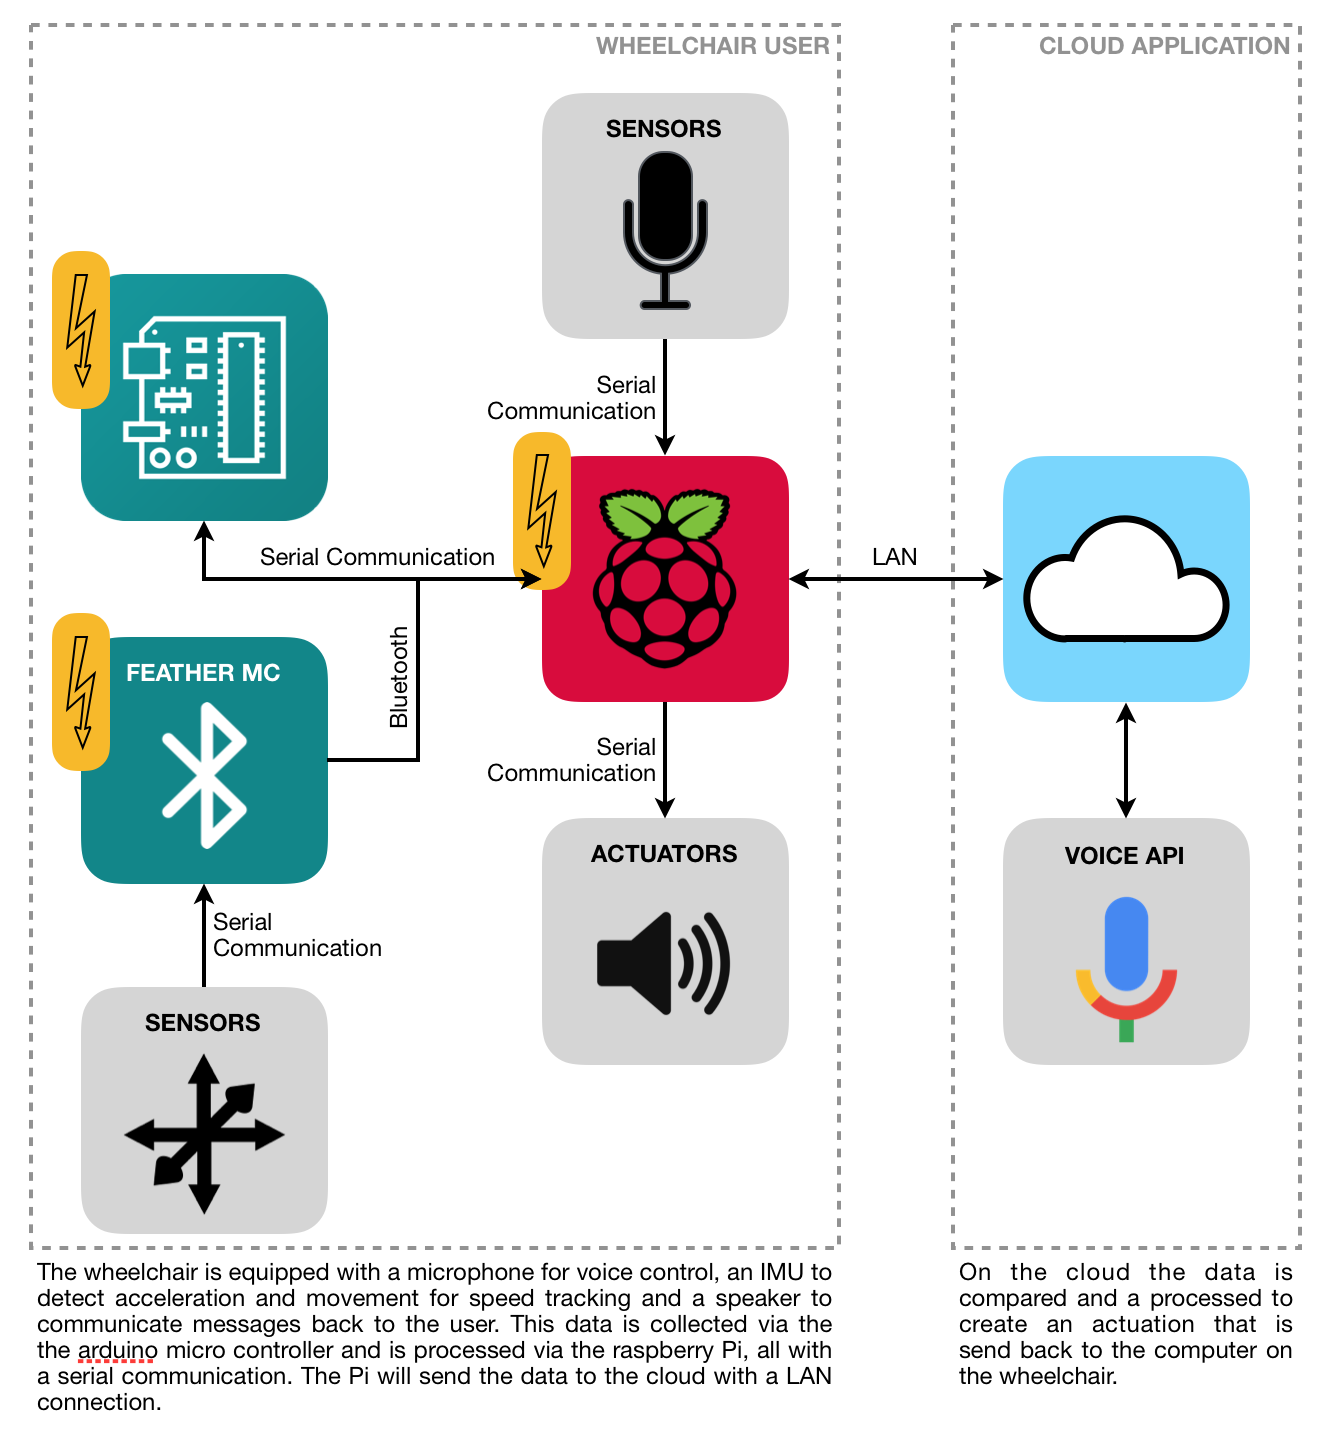 WHEELCHAIR USER
CLOUD APPLICATION
SENSORS
Serial
Communication
Serial Communication
LAN
FEATHER MC
Bluetooth
Serial
Communication
ACTUATORS
VOICE API
Serial
Communication
SENSORS
The wheelchair is equipped with a microphone for voice control, an IMU to
detect acceleration and movement for speed tracking and a speaker to
communicate messages back to the user. This data is collected via the
the arduino micro controller and is processed via the raspberry Pi, all with
a serial communication. The Pi will send the data to the cloud with a LAN
connection.
On the cloud the data is
compared and a processed to
create an actuation that is
send back to the computer on
the wheelchair.